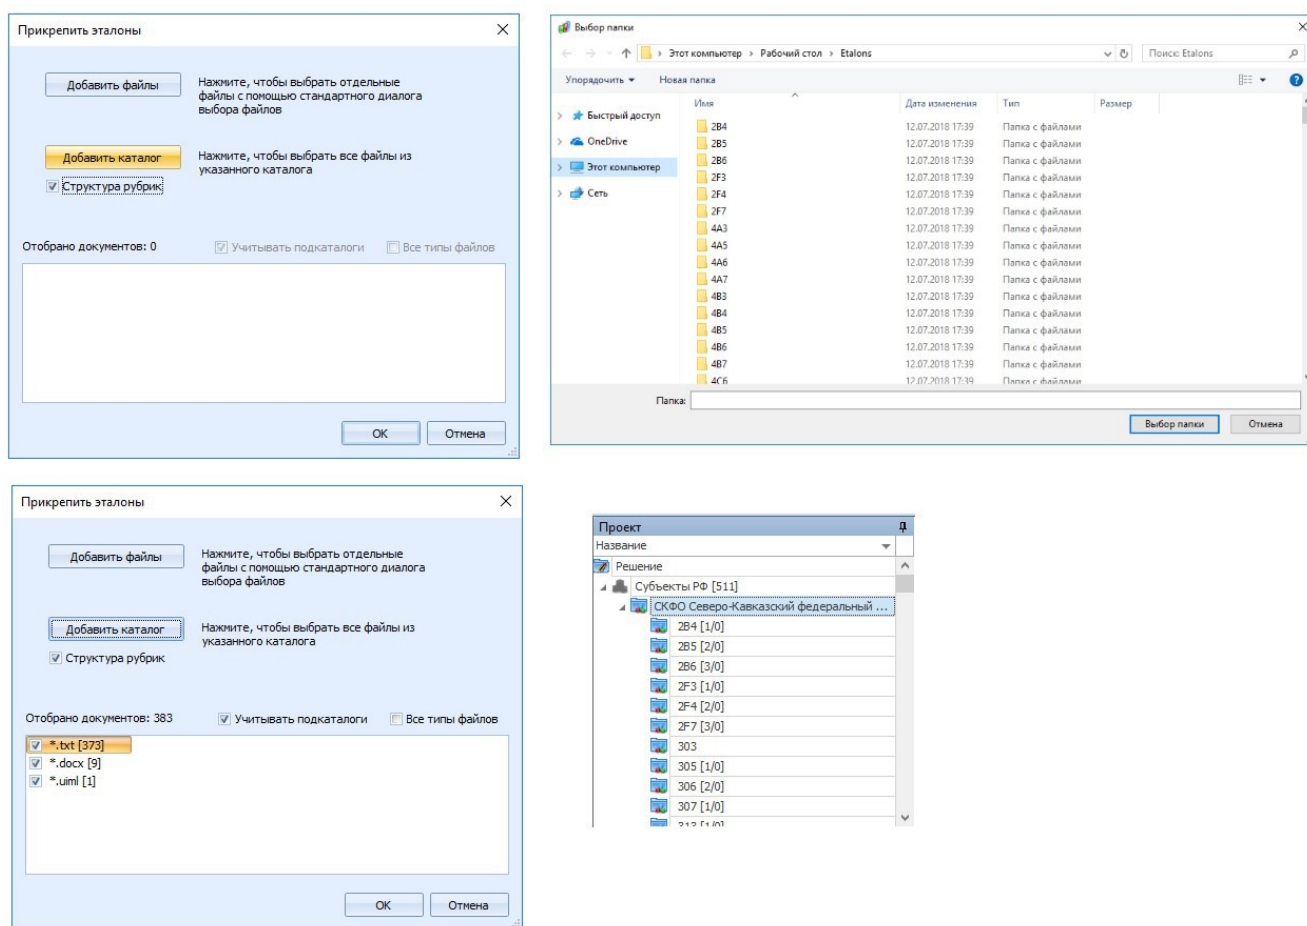 Прикрепить эталоны
Добавить файлы
Нажмите, чтобы выбрать отдельные
файлы с помощью стандартного диалога
выбора файлов
Добавить каталог
Нажмите, чтобы выбрать все файлы из
указанного каталога
Структура рубрик
Отобрано документов: 0 Учитывать подкаталоги Все типы файлов
OK Отмена
Выбор папки
Этот компьютер › Рабочий стол › Etalons Поиск: Etalons
Упорядочить Новая папка
Имя Дата изменения Тип Размер
Быстрый доступ
OneDrive
Этот компьютер
Сеть
2B4 12.07.2018 17:39 Папка с файлами
2B5 12.07.2018 17:39 Папка с файлами
2B6 12.07.2018 17:39 Папка с файлами
2F3 12.07.2018 17:39 Папка с файлами
2F4 12.07.2018 17:39 Папка с файлами
2F7 12.07.2018 17:39 Папка с файлами
4A3 12.07.2018 17:39 Папка с файлами
4A5 12.07.2018 17:39 Папка с файлами
4A6 12.07.2018 17:39 Папка с файлами
4A7 12.07.2018 17:39 Папка с файлами
4B3 12.07.2018 17:39 Папка с файлами
4B4 12.07.2018 17:39 Папка с файлами
4B5 12.07.2018 17:39 Папка с файлами
4B6 12.07.2018 17:39 Папка с файлами
4B7 12.07.2018 17:39 Папка с файлами
4C6 12.07.2018 17:39 Папка с файлами
Папка:
Выбор папки Отмена
Прикрепить эталоны
Добавить файлы
Нажмите, чтобы выбрать отдельные
файлы с помощью стандартного диалога
выбора файлов
Добавить каталог
Нажмите, чтобы выбрать все файлы из
указанного каталога
Структура рубрик
Отобрано документов: 383 Учитывать подкаталоги Все типы файлов
*.txt [373]
*.docx [9]
*.uiml [1]
OK Отмена
Проект
Название
Решение
Субъекты РФ [511]
СКФО Северо-Кавказский федеральный ...
2B4 [1/0]
2B5 [2/0]
2B6 [3/0]
2F3 [1/0]
2F4 [2/0]
2F7 [3/0]
303
305 [1/0]
306 [2/0]
307 [1/0]